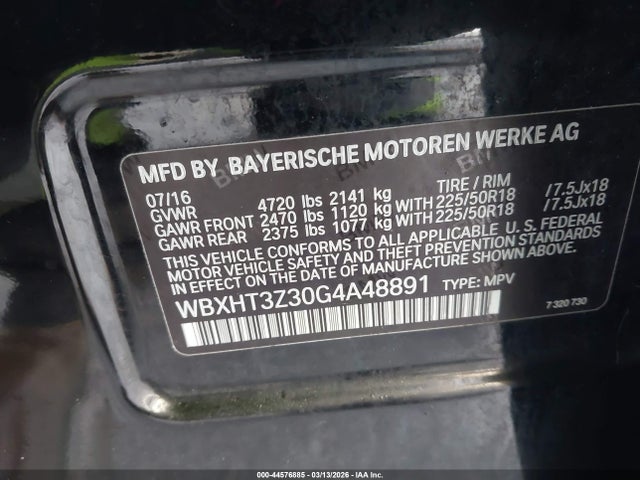 MFD BY BAYERISCHE MOTOREN WERKE AG
07/16 TIRE / RIM
GVWR 4720 lbs 2141 kg
GAWR FRONT 2470 lbs 1120 kg WITH 225/50R18 /7.5Jx18
GAWR REAR 2375 lbs 1077 kg WITH 225/50R18 /7.5Jx18
THIS VEHICLE CONFORMS TO ALL APPLICABLE U. S. FEDERAL
MOTOR VEHICLE SAFETY AND THEFT PREVENTION STANDARDS
IN EFFECT ON THE DATE OF MANUFACTURE SHOWN ABOVE.
WBXHT3Z30G4A48891 TYPE: MPV
7 320 730
000-44576885 - 03/13/2026 - IAA Inc.